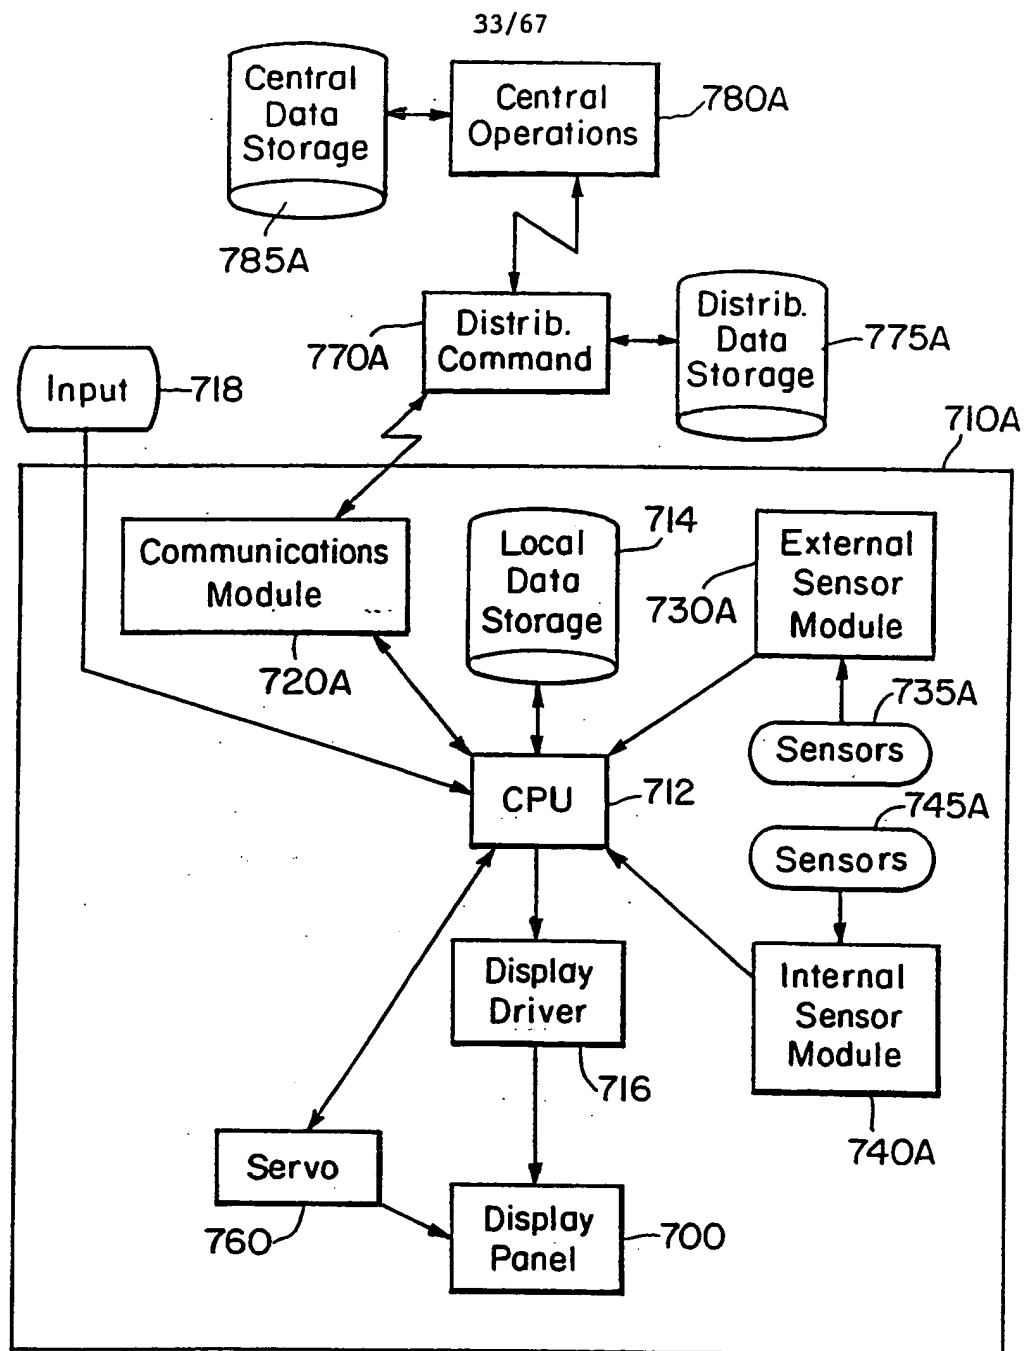 33/67
Central
Data
Storage
785A
Central
Operations
780A
Distrib.
Command
770A
Distrib.
Data
Storage
775A
Input
718
710A
Communications
Module
720A
Local
Data
Storage
714
External
Sensor
Module
730A
735A
Sensors
CPU
712
745A
Sensors
Display
Driver
716
Internal
Sensor
Module
740A
Servo
760
Display
Panel
700